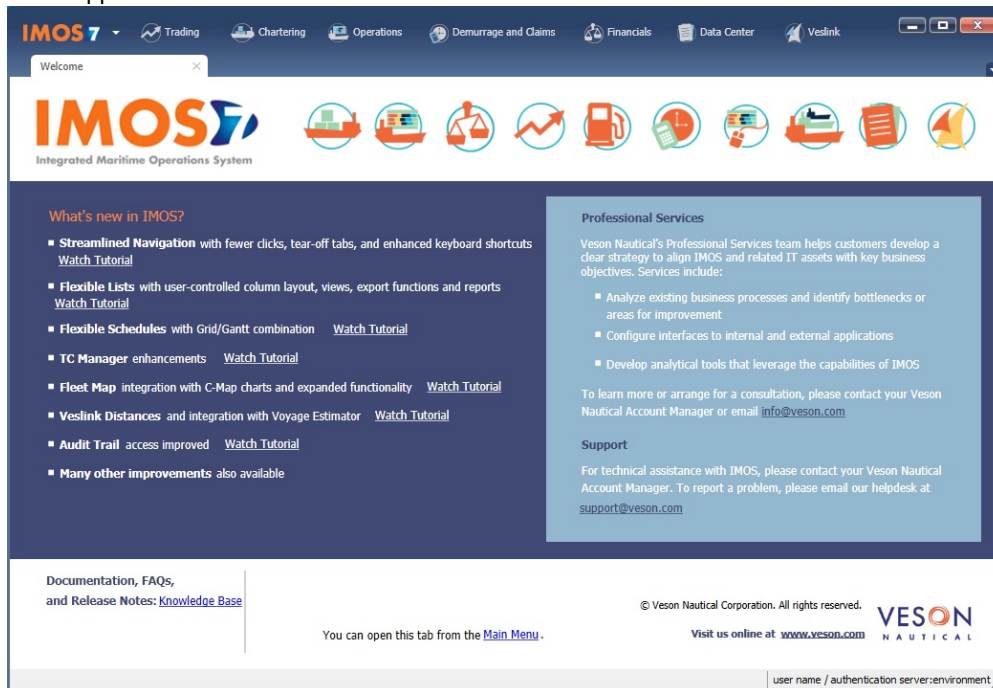 IMOS 7
Trading
Chartering
Operations
Demurrage and Claims
Financials
Data Center
Veslink
Welcome
IMOS7
Integrated Maritime Operations System
What's new in IMOS?
Streamlined Navigation with fewer clicks, tear-off tabs, and enhanced keyboard shortcuts
Watch Tutorial
Flexible Lists with user-controlled column layout, views, export functions and reports
Watch Tutorial
Flexible Schedules with Grid/Gantt combination Watch Tutorial
TC Manager enhancements Watch Tutorial
Fleet Map integration with C-Map charts and expanded functionality Watch Tutorial
Veslink Distances and integration with Voyage Estimator Watch Tutorial
Audit Trail access improved Watch Tutorial
Many other improvements also available
Professional Services
Veson Nautical's Professional Services team helps customers develop a
clear strategy to align IMOS and related IT assets with key business
objectives. Services include:
Analyze existing business processes and identify bottlenecks or
areas for improvement
Configure interfaces to internal and external applications
Develop analytical tools that leverage the capabilities of IMOS
To learn more or arrange for a consultation, please contact your Veson
Nautical Account Manager or email info@veson.com
Support
For technical assistance with IMOS, please contact your Veson Nautical
Account Manager. To report a problem, please email our helpdesk at
support@veson.com
Documentation, FAQs,
and Release Notes: Knowledge Base
You can open this tab from the Main Menu.
© Veson Nautical Corporation. All rights reserved.
Visit us online at www.veson.com
VESON
NAUTICAL
user name / authentication server:environment